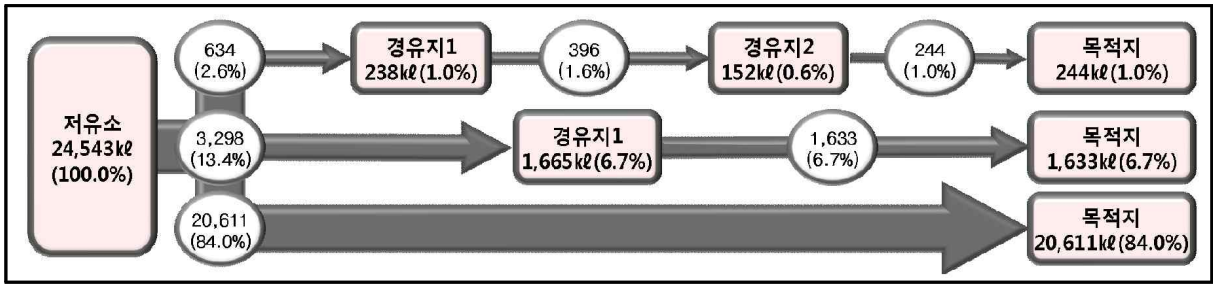 저유소
24,543㎘
(100.0%)
634
(2.6%)
경유지1
238㎘(1.0%)
396
(1.6%)
경유지2
152㎘(0.6%)
244
(1.0%)
목적지
244㎘(1.0%)
3,298
(13.4%)
경유지1
1,665㎘(6.7%)
1,633
(6.7%)
목적지
1,633㎘(6.7%)
20,611
(84.0%)
목적지
20,611㎘(84.0%)